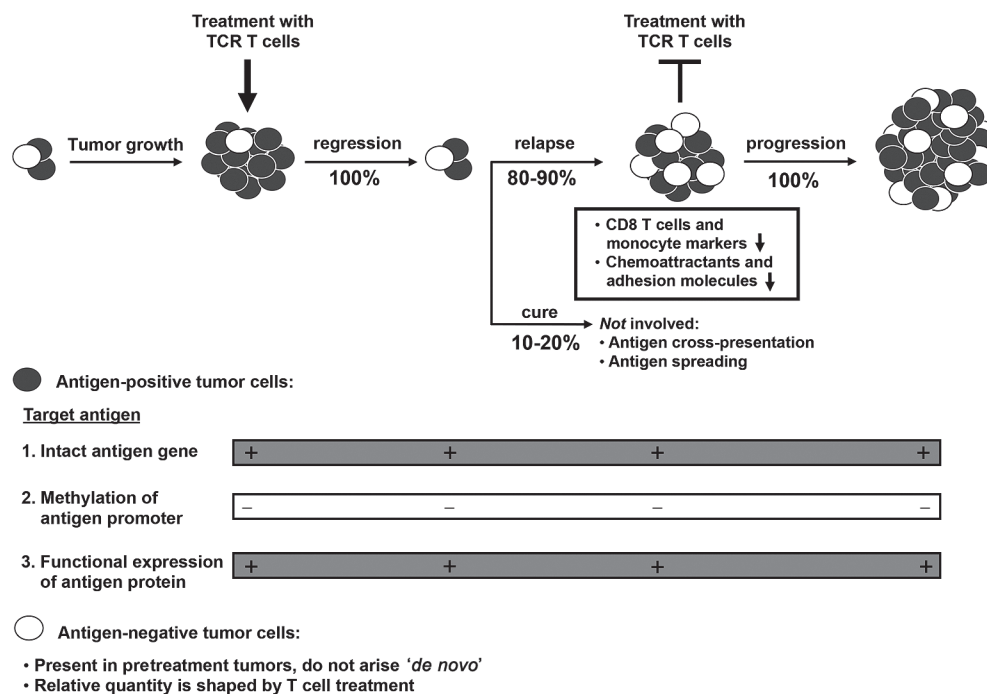 Treatment with
TCR T cells
Treatment with
TCR T cells
Tumor growth
regression
100%
relapse
80-90%
progression
100%
• CD8 T cells and
monocyte markers
• Chemoattractants and
adhesion molecules
cure
10-20%
Not involved:
• Antigen cross-presentation
• Antigen spreading
Antigen-positive tumor cells:
Target antigen
1. Intact antigen gene
+ + + +
2. Methylation of
antigen promoter
– – – –
3. Functional expression
of antigen protein
+ + + +
Antigen-negative tumor cells:
• Present in pretreatment tumors, do not arise ‘de novo’
• Relative quantity is shaped by T cell treatment